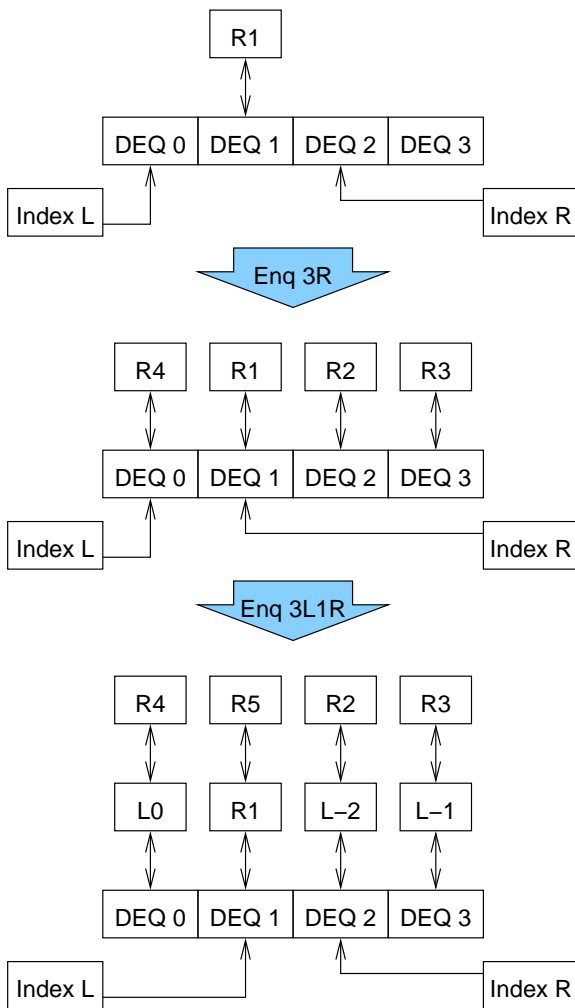 R1
DEQ 0 DEQ 1 DEQ 2 DEQ 3
Index L Index R
Enq 3R
R4 R1 R2 R3
DEQ 0 DEQ 1 DEQ 2 DEQ 3
Index L Index R
Enq 3L1R
R4 R5 R2 R3
L0 R1 L−2 L−1
DEQ 0 DEQ 1 DEQ 2 DEQ 3
Index L Index R